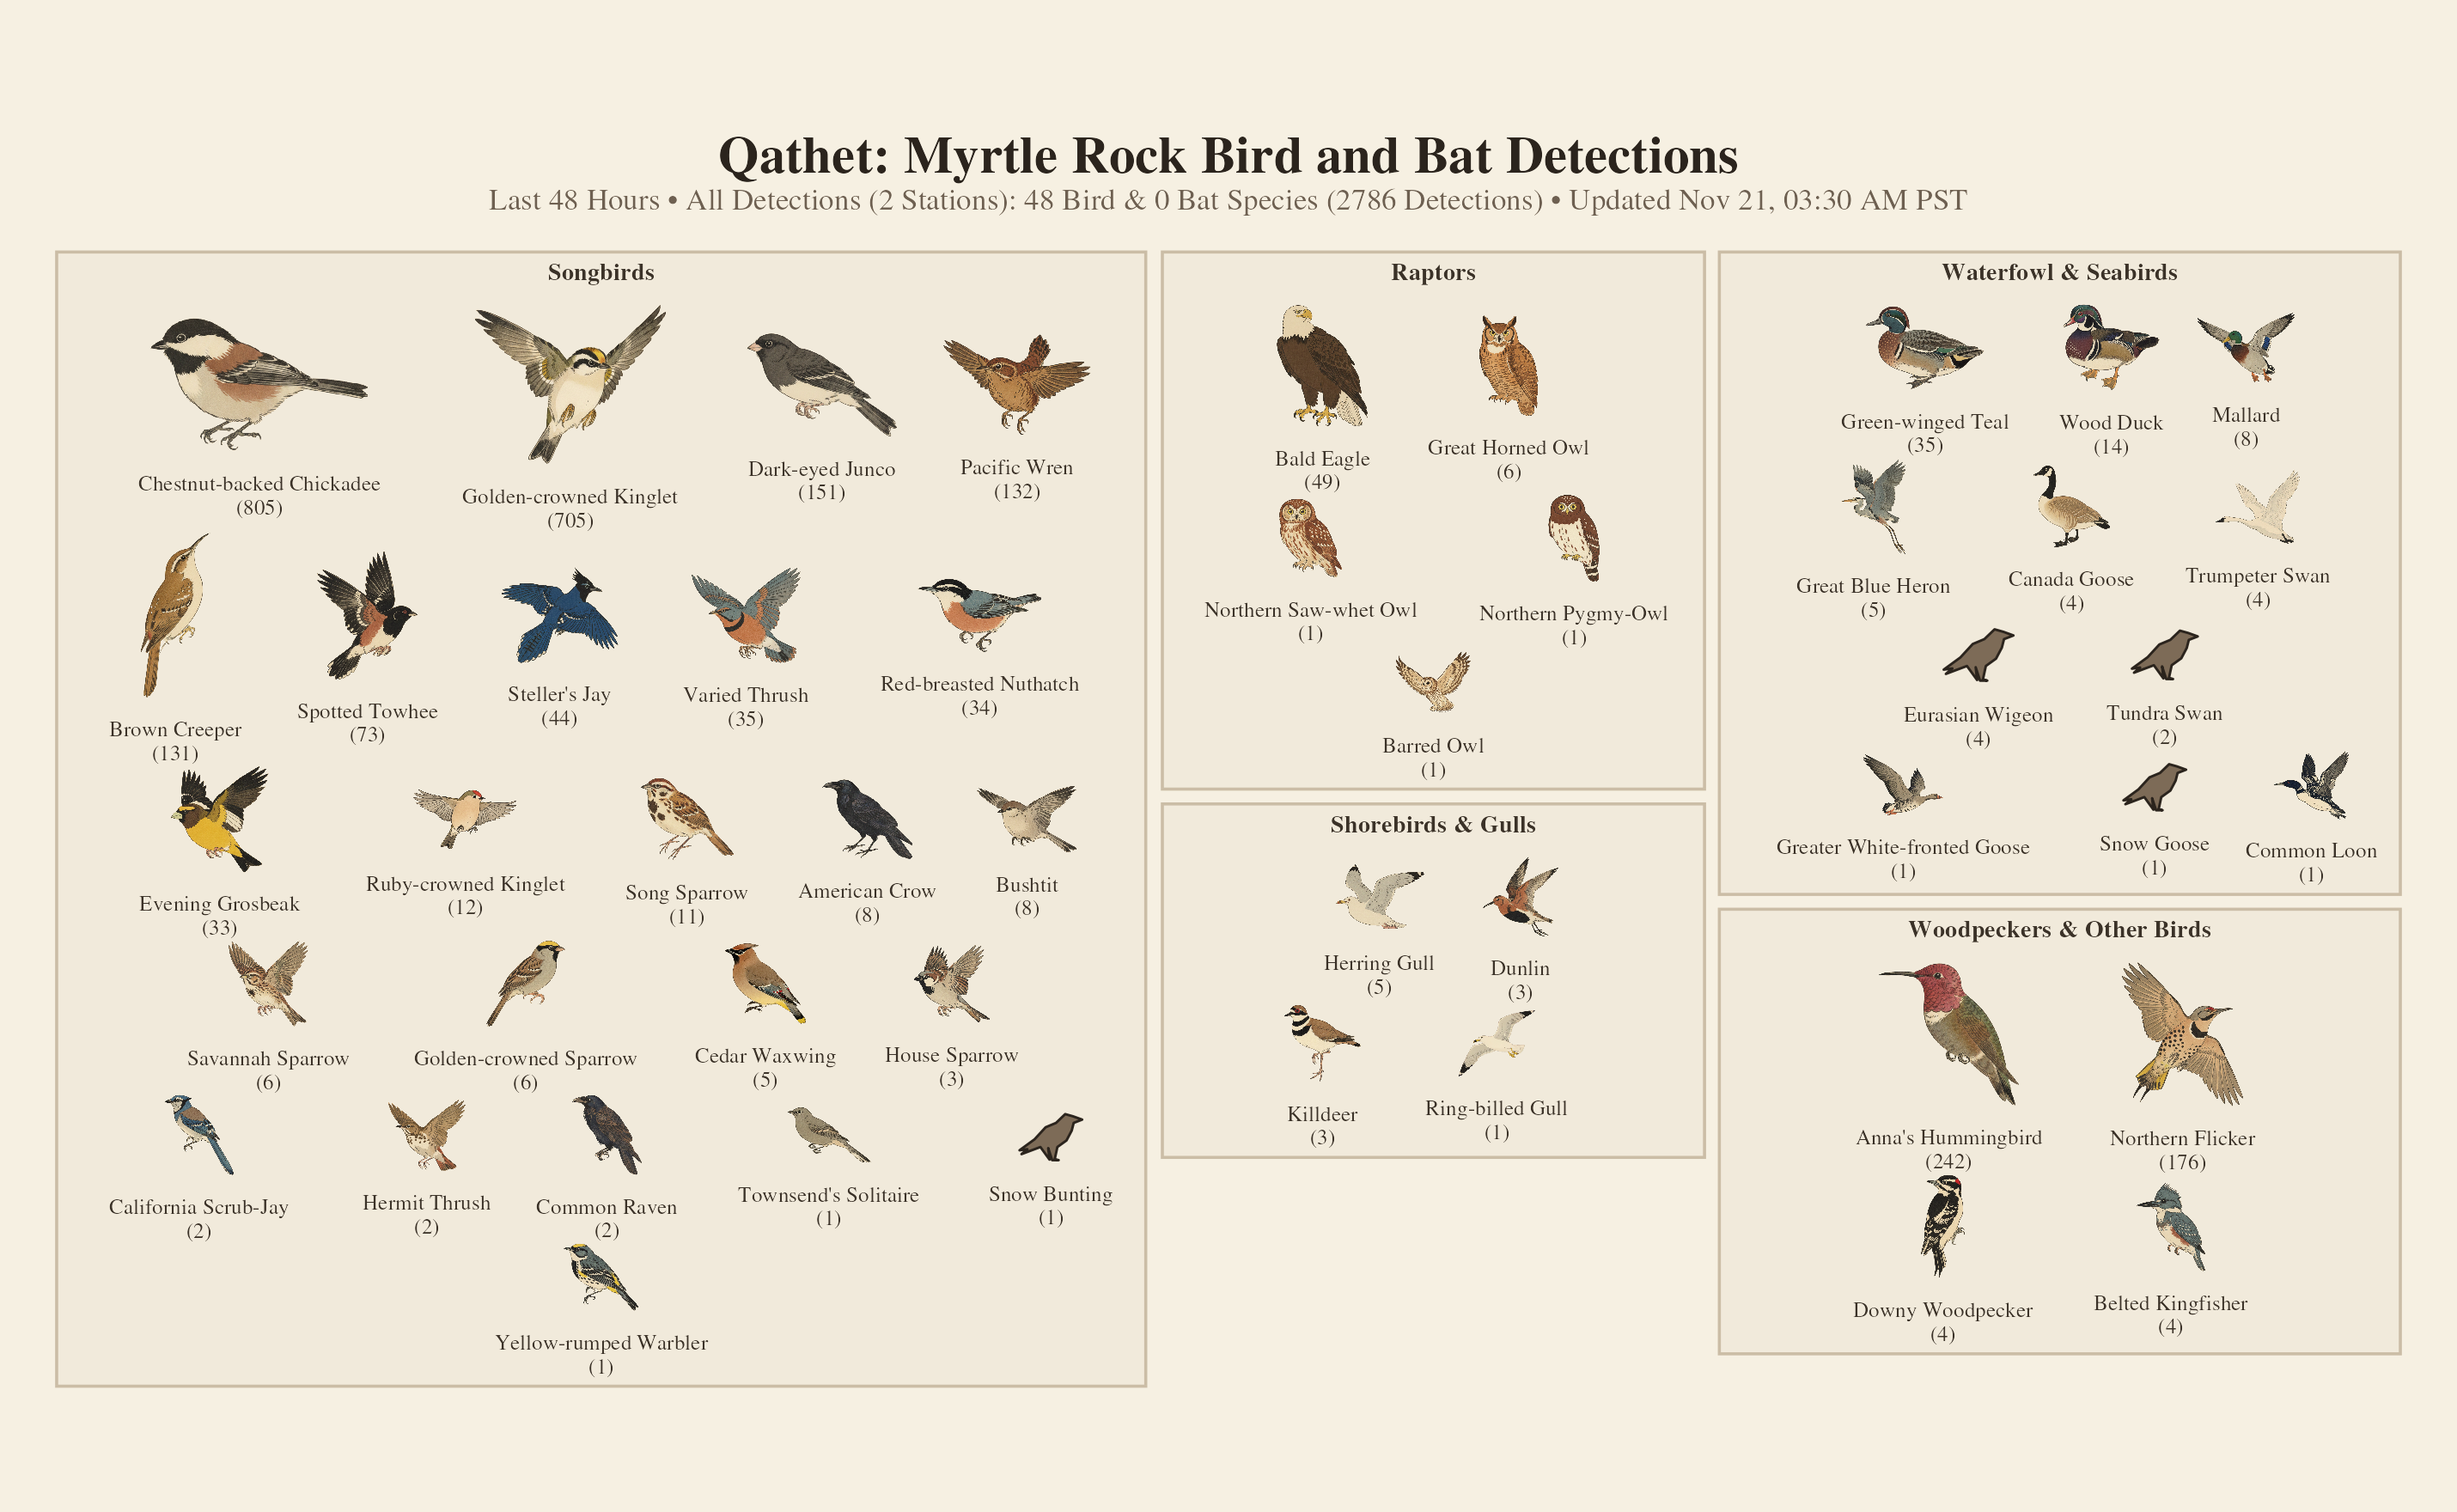 Qathet: Myrtle Rock Bird and Bat Detections
Last 48 Hours • All Detections (2 Stations): 48 Bird & 0 Bat Species (2786 Detections) • Updated Nov 21, 03:30 AM PST
Songbirds
Chestnut-backed Chickadee
(805)
Golden-crowned Kinglet
(705)
Dark-eyed Junco
(151)
Pacific Wren
(132)
Brown Creeper
(131)
Spotted Towhee
(73)
Steller's Jay
(44)
Varied Thrush
(35)
Red-breasted Nuthatch
(34)
Evening Grosbeak
(33)
Ruby-crowned Kinglet
(12)
Song Sparrow
(11)
American Crow
(8)
Bushtit
(8)
Savannah Sparrow
(6)
Golden-crowned Sparrow
(6)
Cedar Waxwing
(5)
House Sparrow
(3)
California Scrub-Jay
(2)
Hermit Thrush
(2)
Common Raven
(2)
Townsend's Solitaire
(1)
Snow Bunting
(1)
Yellow-rumped Warbler
(1)
Raptors
Bald Eagle
(49)
Great Horned Owl
(6)
Northern Saw-whet Owl
(1)
Northern Pygmy-Owl
(1)
Barred Owl
(1)
Shorebirds & Gulls
Herring Gull
(5)
Dunlin
(3)
Killdeer
(3)
Ring-billed Gull
(1)
Waterfowl & Seabirds
Green-winged Teal
(35)
Wood Duck
(14)
Mallard
(8)
Great Blue Heron
(5)
Canada Goose
(4)
Trumpeter Swan
(4)
Eurasian Wigeon
(4)
Tundra Swan
(2)
Greater White-fronted Goose
(1)
Snow Goose
(1)
Common Loon
(1)
Woodpeckers & Other Birds
Anna's Hummingbird
(242)
Northern Flicker
(176)
Downy Woodpecker
(4)
Belted Kingfisher
(4)